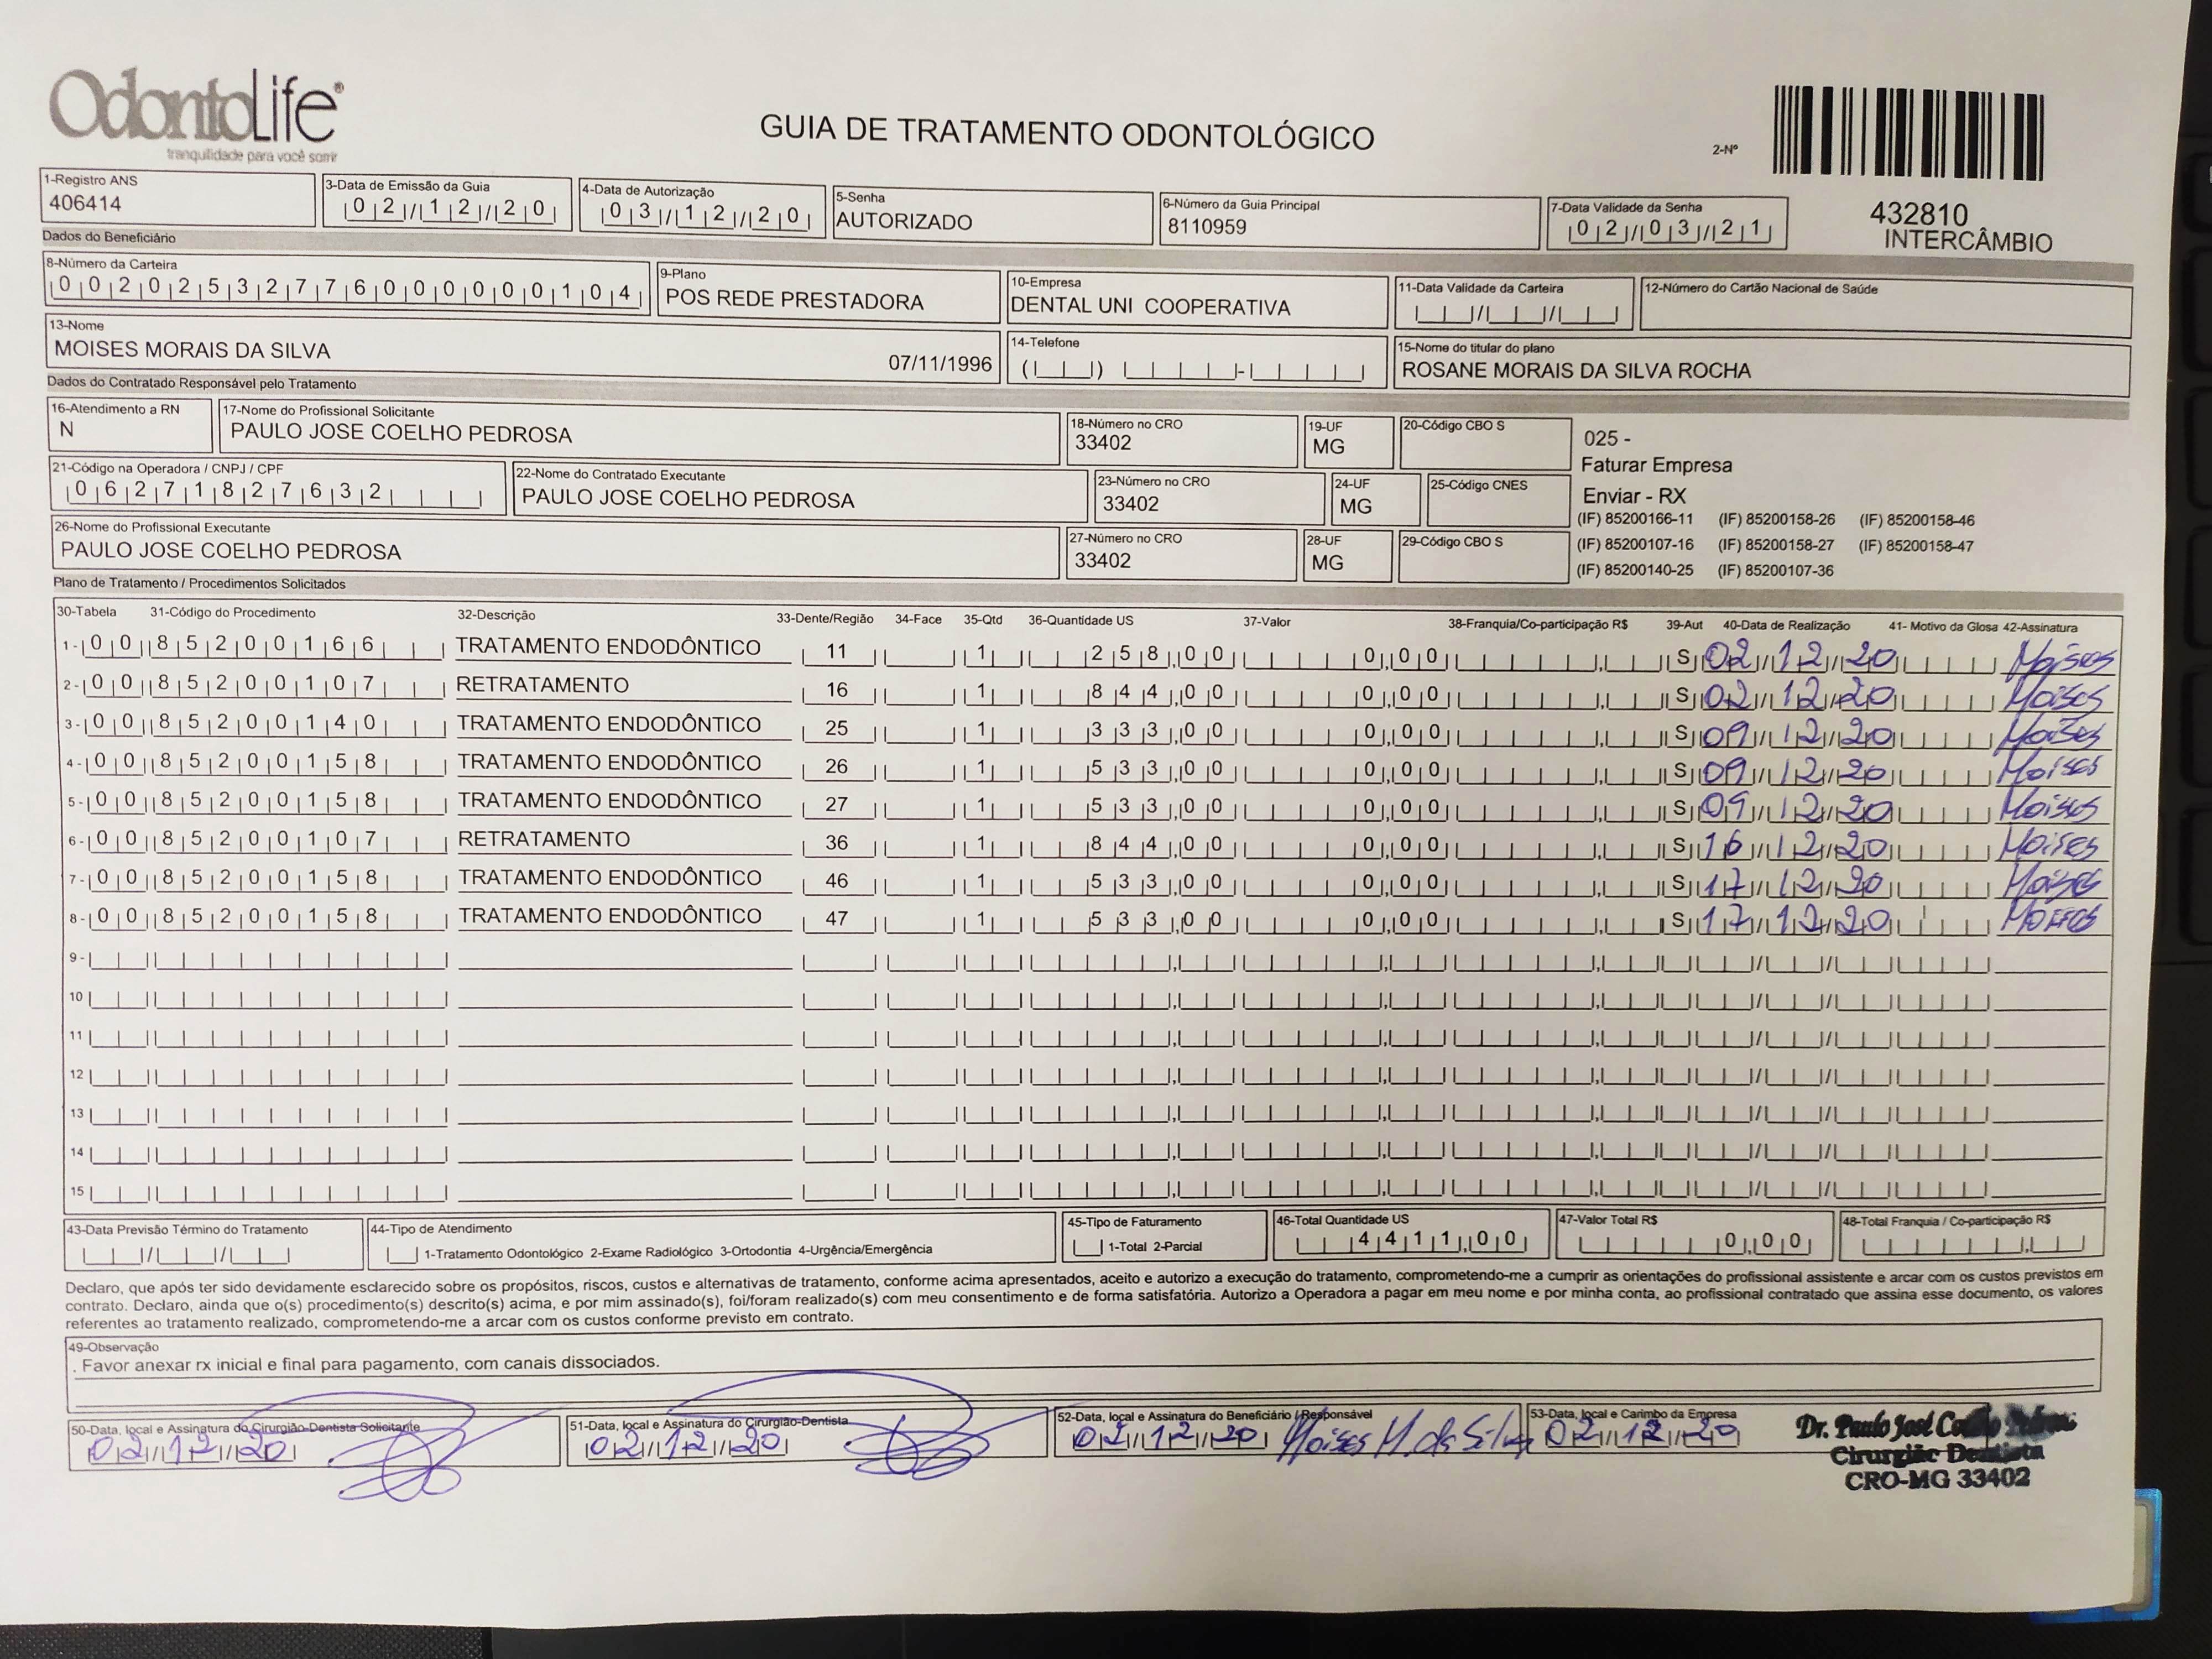 OdontoLife®
tranquilidade para você sorrir
GUIA DE TRATAMENTO ODONTOLÓGICO
2-Nº
432810
INTERCÂMBIO
1-Registro ANS
406414
3-Data de Emissão da Guia
02/12/20
4-Data de Autorização
03/12/20
5-Senha
AUTORIZADO
6-Número da Guia Principal
8110959
7-Data Validade da Senha
02/03/21
Dados do Beneficiário
8-Número da Carteira
00202532776000000104
9-Plano
POS REDE PRESTADORA
10-Empresa
DENTAL UNI COOPERATIVA
11-Data Validade da Carteira
12-Número do Cartão Nacional de Saúde
13-Nome
MOISES MORAIS DA SILVA 07/11/1996
14-Telefone
15-Nome do titular do plano
ROSANE MORAIS DA SILVA ROCHA
Dados do Contratado Responsável pelo Tratamento
16-Atendimento a RN
N
17-Nome do Profissional Solicitante
PAULO JOSE COELHO PEDROSA
18-Número no CRO
33402
19-UF
MG
20-Código CBO S
21-Código na Operadora / CNPJ / CPF
06271827632
22-Nome do Contratado Executante
PAULO JOSE COELHO PEDROSA
23-Número no CRO
33402
24-UF
MG
25-Código CNES
26-Nome do Profissional Executante
PAULO JOSE COELHO PEDROSA
27-Número no CRO
33402
28-UF
MG
29-Código CBO S
025 -
Faturar Empresa
Enviar - RX
(IF) 85200166-11 (IF) 85200158-26 (IF) 85200158-46
(IF) 85200107-16 (IF) 85200158-27 (IF) 85200158-47
(IF) 85200140-25 (IF) 85200107-36
Plano de Tratamento / Procedimentos Solicitados
30-Tabela 31-Código do Procedimento 32-Descrição 33-Dente/Região 34-Face 35-Qtd 36-Quantidade US 37-Valor 38-Franquia/Co-participação R$ 39-Aut 40-Data de Realização 41- Motivo da Glosa 42-Assinatura
1- 00 85200166 TRATAMENTO ENDODÔNTICO 11 1 258,00 0,00 S 02/12/20 Moises
2- 00 85200107 RETRATAMENTO 16 1 844,00 0,00 S 02/12/20 Moises
3- 00 85200140 TRATAMENTO ENDODÔNTICO 25 1 333,00 0,00 S 09/12/20 Moises
4- 00 85200158 TRATAMENTO ENDODÔNTICO 26 1 533,00 0,00 S 09/12/20 Moises
5- 00 85200158 TRATAMENTO ENDODÔNTICO 27 1 533,00 0,00 S 09/12/20 Moises
6- 00 85200107 RETRATAMENTO 36 1 844,00 0,00 S 16/12/20 Moises
7- 00 85200158 TRATAMENTO ENDODÔNTICO 46 1 533,00 0,00 S 17/12/20 Moises
8- 00 85200158 TRATAMENTO ENDODÔNTICO 47 1 533,00 0,00 S 17/12/20 Moises
9-
10
11
12
13
14
15
43-Data Previsão Término do Tratamento
44-Tipo de Atendimento
1-Tratamento Odontológico 2-Exame Radiológico 3-Ortodontia 4-Urgência/Emergência
45-Tipo de Faturamento
1-Total 2-Parcial
46-Total Quantidade US
4411,00
47-Valor Total R$
0,00
48-Total Franquia / Co-participação R$
Declaro, que após ter sido devidamente esclarecido sobre os propósitos, riscos, custos e alternativas de tratamento, conforme acima apresentados, aceito e autorizo a execução do tratamento, comprometendo-me a cumprir as orientações do profissional assistente e arcar com os custos previstos em
contrato. Declaro, ainda que o(s) procedimento(s) descrito(s) acima, e por mim assinado(s), foi/foram realizado(s) com meu consentimento e de forma satisfatória. Autorizo a Operadora a pagar em meu nome e por minha conta, ao profissional contratado que assina esse documento, os valores
referentes ao tratamento realizado, comprometendo-me a arcar com os custos conforme previsto em contrato.
49-Observação
. Favor anexar rx inicial e final para pagamento, com canais dissociados.
50-Data, local e Assinatura do Cirurgião-Dentista Solicitante
02/12/20
51-Data, local e Assinatura do Cirurgião-Dentista
02/12/20
52-Data, local e Assinatura do Beneficiário / Responsável
02/12/20 Moises M. da Silva
53-Data, local e Carimbo da Empresa
02/12/20
Dr. Paulo José
Cirurgião Dentista
CRO-MG 33402